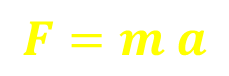 F = m a